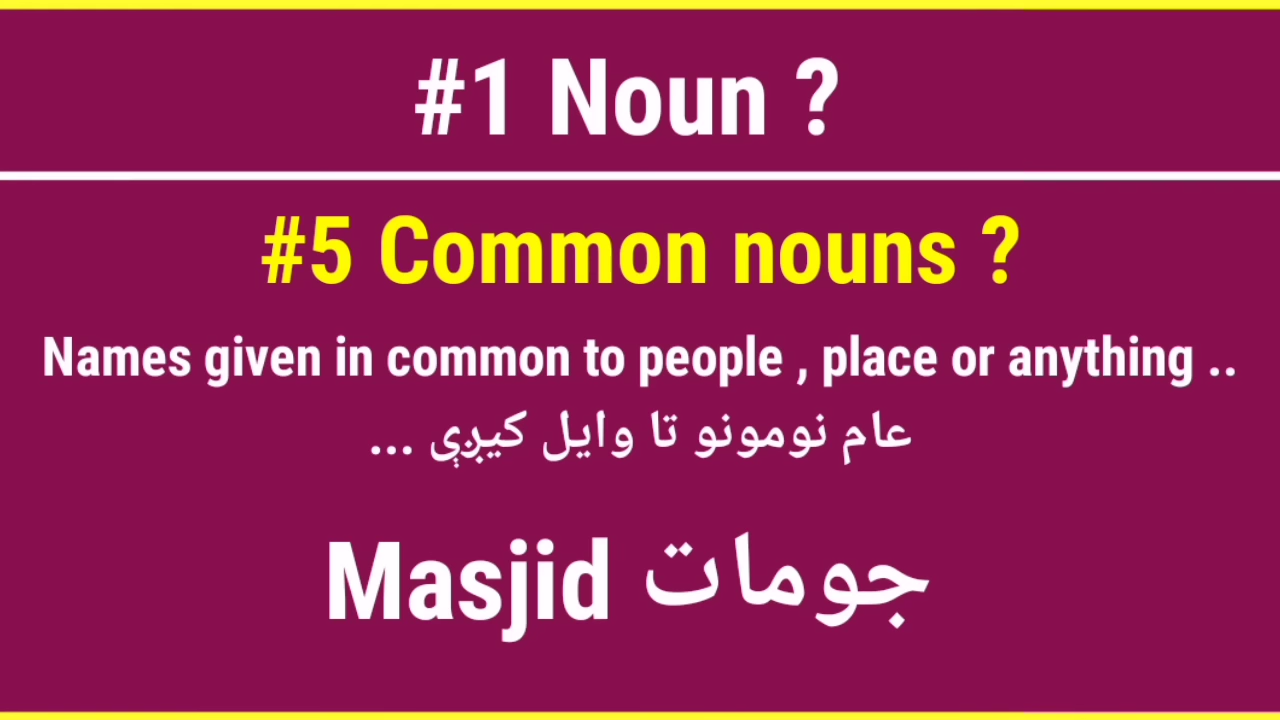 #1 Noun ?
#5 Common nouns ?
Names given in common to people , place or anything ..
عام نومونو تا وایل کیږې ...
Masjid جومات